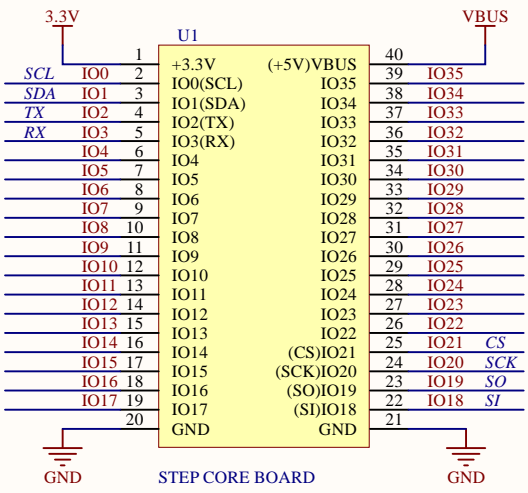 3.3V VBUS
U1
1 +3.3V (+5V)VBUS 40
SCL IO0 2 IO0(SCL) IO35 39 IO35
SDA IO1 3 IO1(SDA) IO34 38 IO34
TX IO2 4 IO2(TX) IO33 37 IO33
RX IO3 5 IO3(RX) IO32 36 IO32
IO4 6 IO4 IO31 35 IO31
IO5 7 IO5 IO30 34 IO30
IO6 8 IO6 IO29 33 IO29
IO7 9 IO7 IO28 32 IO28
IO8 10 IO8 IO27 31 IO27
IO9 11 IO9 IO26 30 IO26
IO10 12 IO10 IO25 29 IO25
IO11 13 IO11 IO24 28 IO24
IO12 14 IO12 IO23 27 IO23
IO13 15 IO13 IO22 26 IO22
IO14 16 IO14 (CS)IO21 25 IO21 CS
IO15 17 IO15 (SCK)IO20 24 IO20 SCK
IO16 18 IO16 (SO)IO19 23 IO19 SO
IO17 19 IO17 (SI)IO18 22 IO18 SI
20 GND GND 21
GND STEP CORE BOARD GND